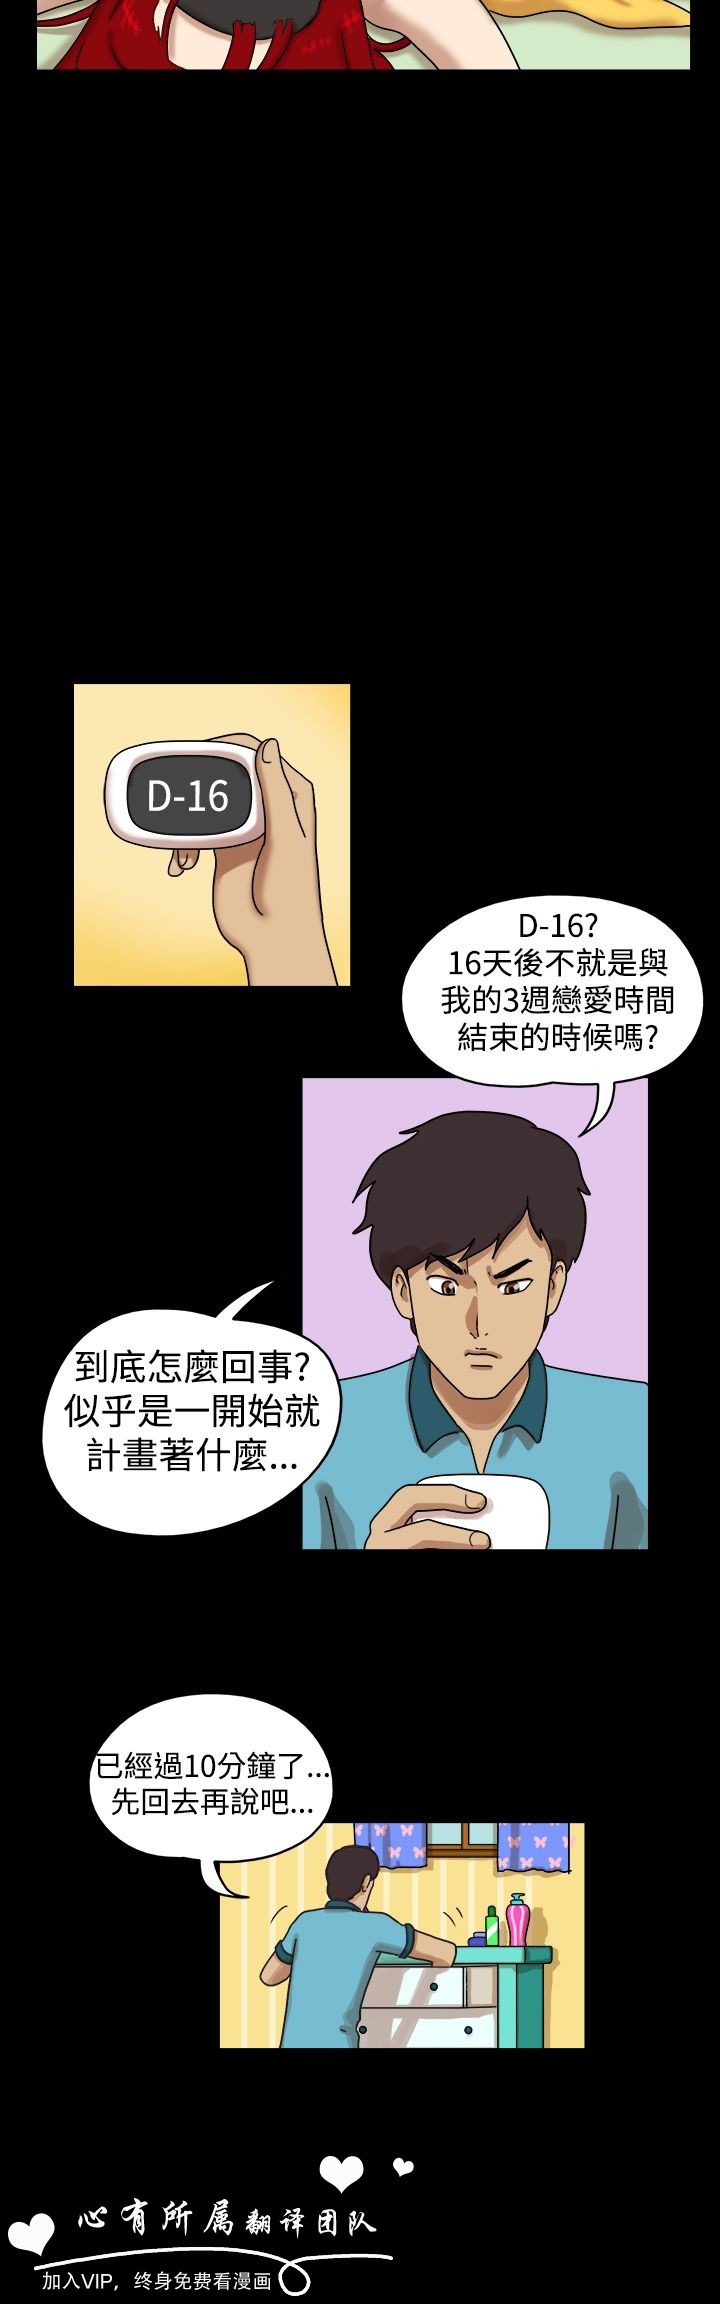 D-16
D-16?
16天後不就是與
我的3週戀愛時間
結束的時候嗎?
到底怎麼回事?
似乎是一開始就
計畫著什麼...
已經過10分鐘了...
先回去再說吧...
心有所属翻译团队
加入VIP，终身免费看漫画